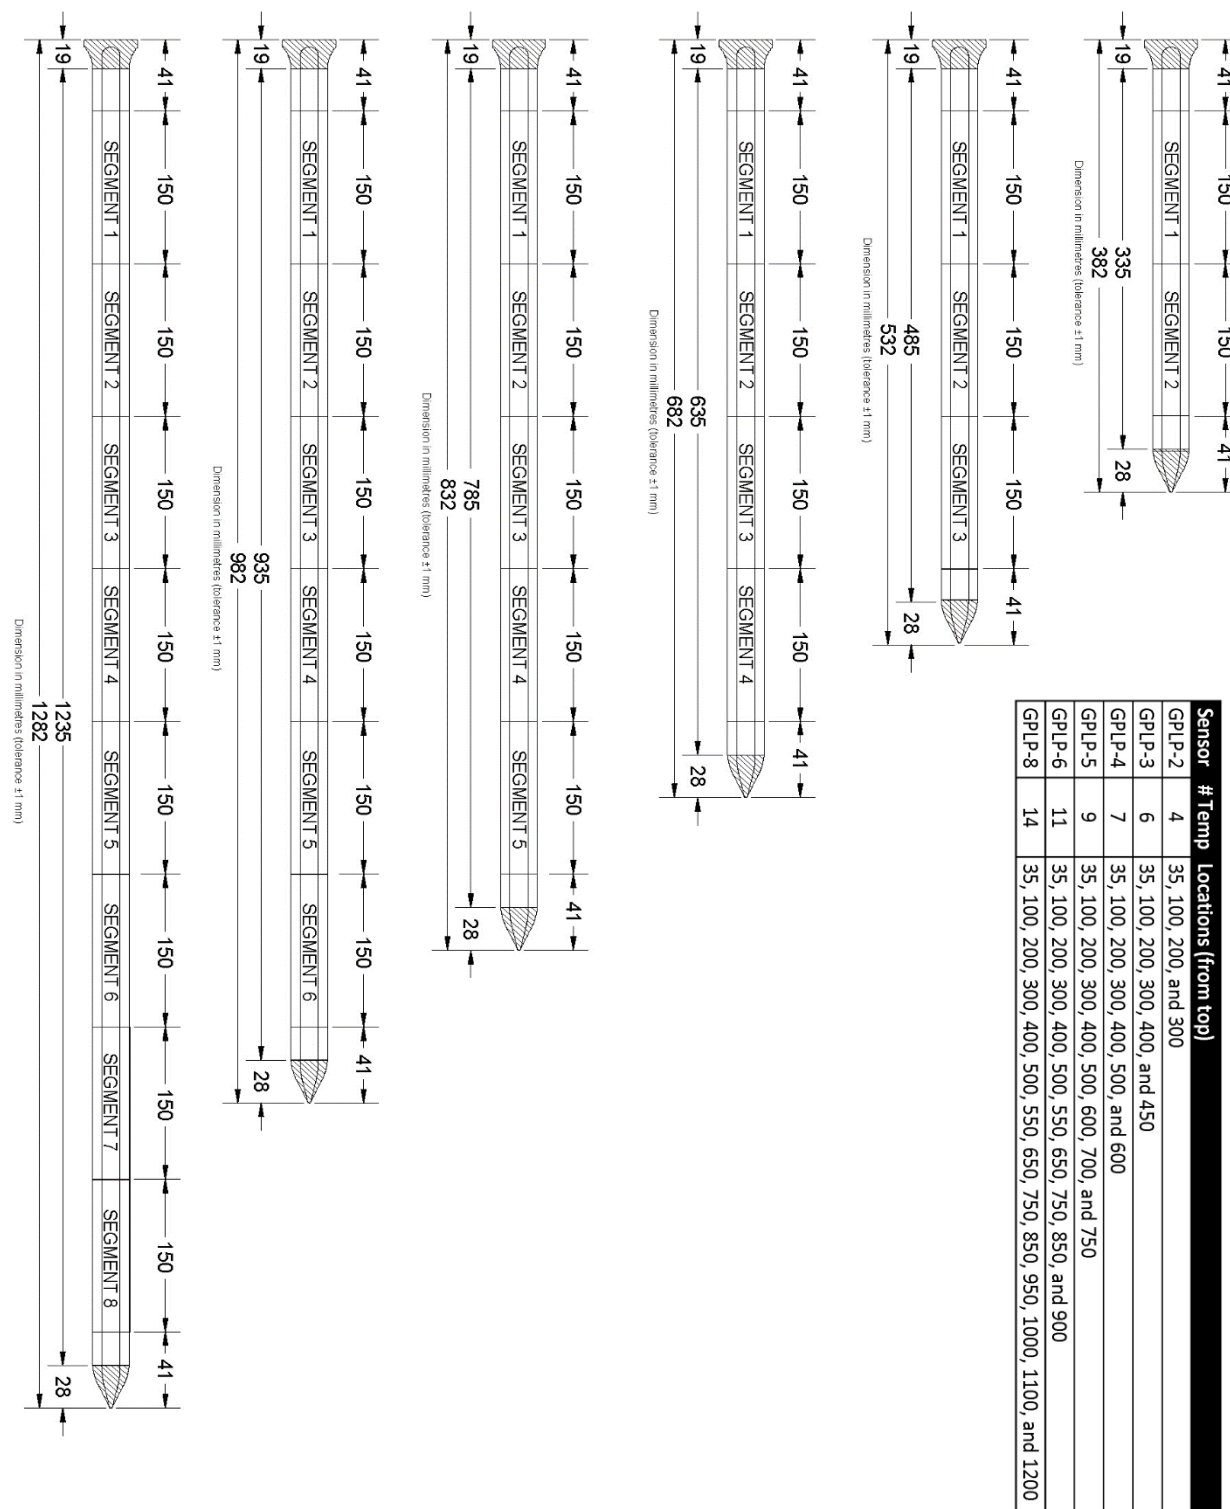 41 150 150 41
SEGMENT 1 SEGMENT 2
19 335 28
382
Dimension in millimetres (tolerance ±1 mm)
Sensor # Temp Locations (from top)
GPLP-2 4 35, 100, 200, and 300
GPLP-3 6 35, 100, 200, 300, 400, and 450
GPLP-4 7 35, 100, 200, 300, 400, 500, and 600
GPLP-5 9 35, 100, 200, 300, 400, 500, 600, 700, and 750
GPLP-6 11 35, 100, 200, 300, 400, 500, 550, 650, 750, 850, and 900
GPLP-8 14 35, 100, 200, 300, 400, 500, 550, 650, 750, 850, 950, 1000, 1100, and 1200
41 150 150 150 41
SEGMENT 1 SEGMENT 2 SEGMENT 3
19 485 28
532
Dimension in millimetres (tolerance ±1 mm)
41 150 150 150 150 41
SEGMENT 1 SEGMENT 2 SEGMENT 3 SEGMENT 4
19 635 28
682
Dimension in millimetres (tolerance ±1 mm)
41 150 150 150 150 150 41
SEGMENT 1 SEGMENT 2 SEGMENT 3 SEGMENT 4 SEGMENT 5
19 785 28
832
Dimension in millimetres (tolerance ±1 mm)
41 150 150 150 150 150 150 41
SEGMENT 1 SEGMENT 2 SEGMENT 3 SEGMENT 4 SEGMENT 5 SEGMENT 6
19 935 28
982
Dimension in millimetres (tolerance ±1 mm)
41 150 150 150 150 150 150 150 150 41
SEGMENT 1 SEGMENT 2 SEGMENT 3 SEGMENT 4 SEGMENT 5 SEGMENT 6 SEGMENT 7 SEGMENT 8
19 1235 28
1282
Dimension in millimetres (tolerance ±1 mm)